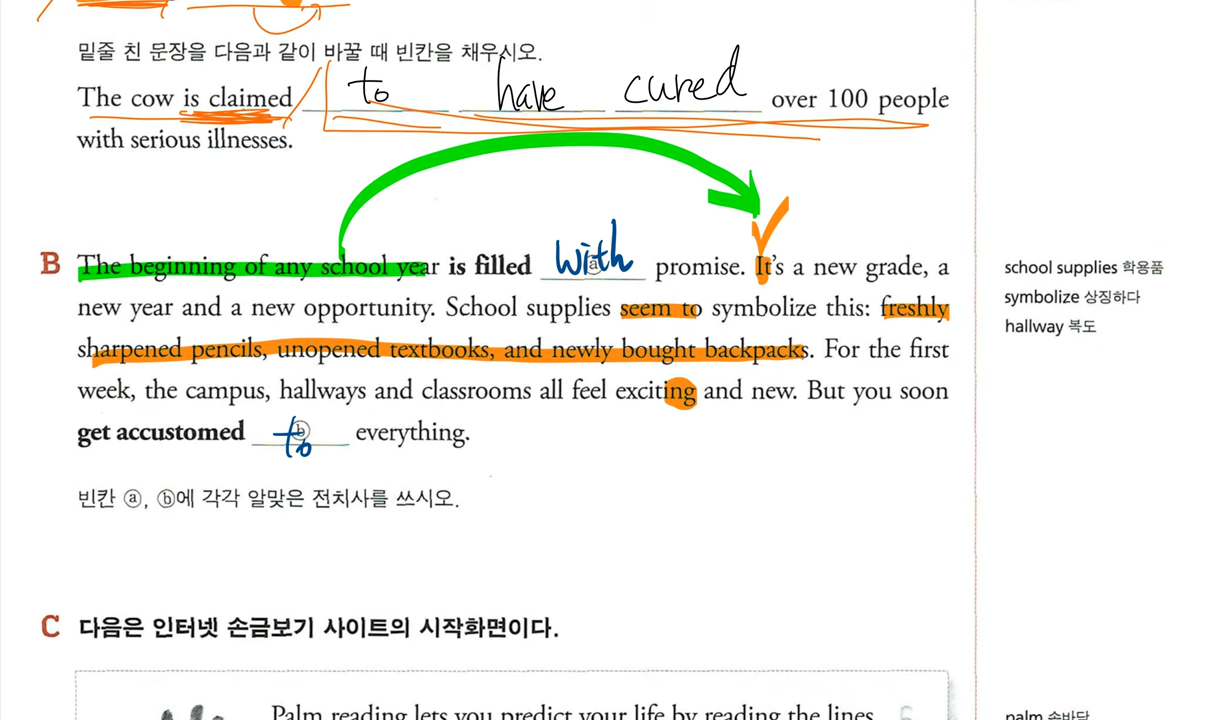 밑줄 친 문장을 다음과 같이 바꿀 때 빈칸을 채우시오.
The cow is claimed to have cured over 100 people
with serious illnesses.
B The beginning of any school year is filled with ⓐ promise. It's a new grade, a
new year and a new opportunity. School supplies seem to symbolize this: freshly
sharpened pencils, unopened textbooks, and newly bought backpacks. For the first
week, the campus, hallways and classrooms all feel exciting and new. But you soon
get accustomed to ⓑ everything.
school supplies 학용품
symbolize 상징하다
hallway 복도
빈칸 ⓐ, ⓑ에 각각 알맞은 전치사를 쓰시오.
C 다음은 인터넷 손금보기 사이트의 시작화면이다.
Palm reading lets you predict your life by reading the lines
palm 손바닥